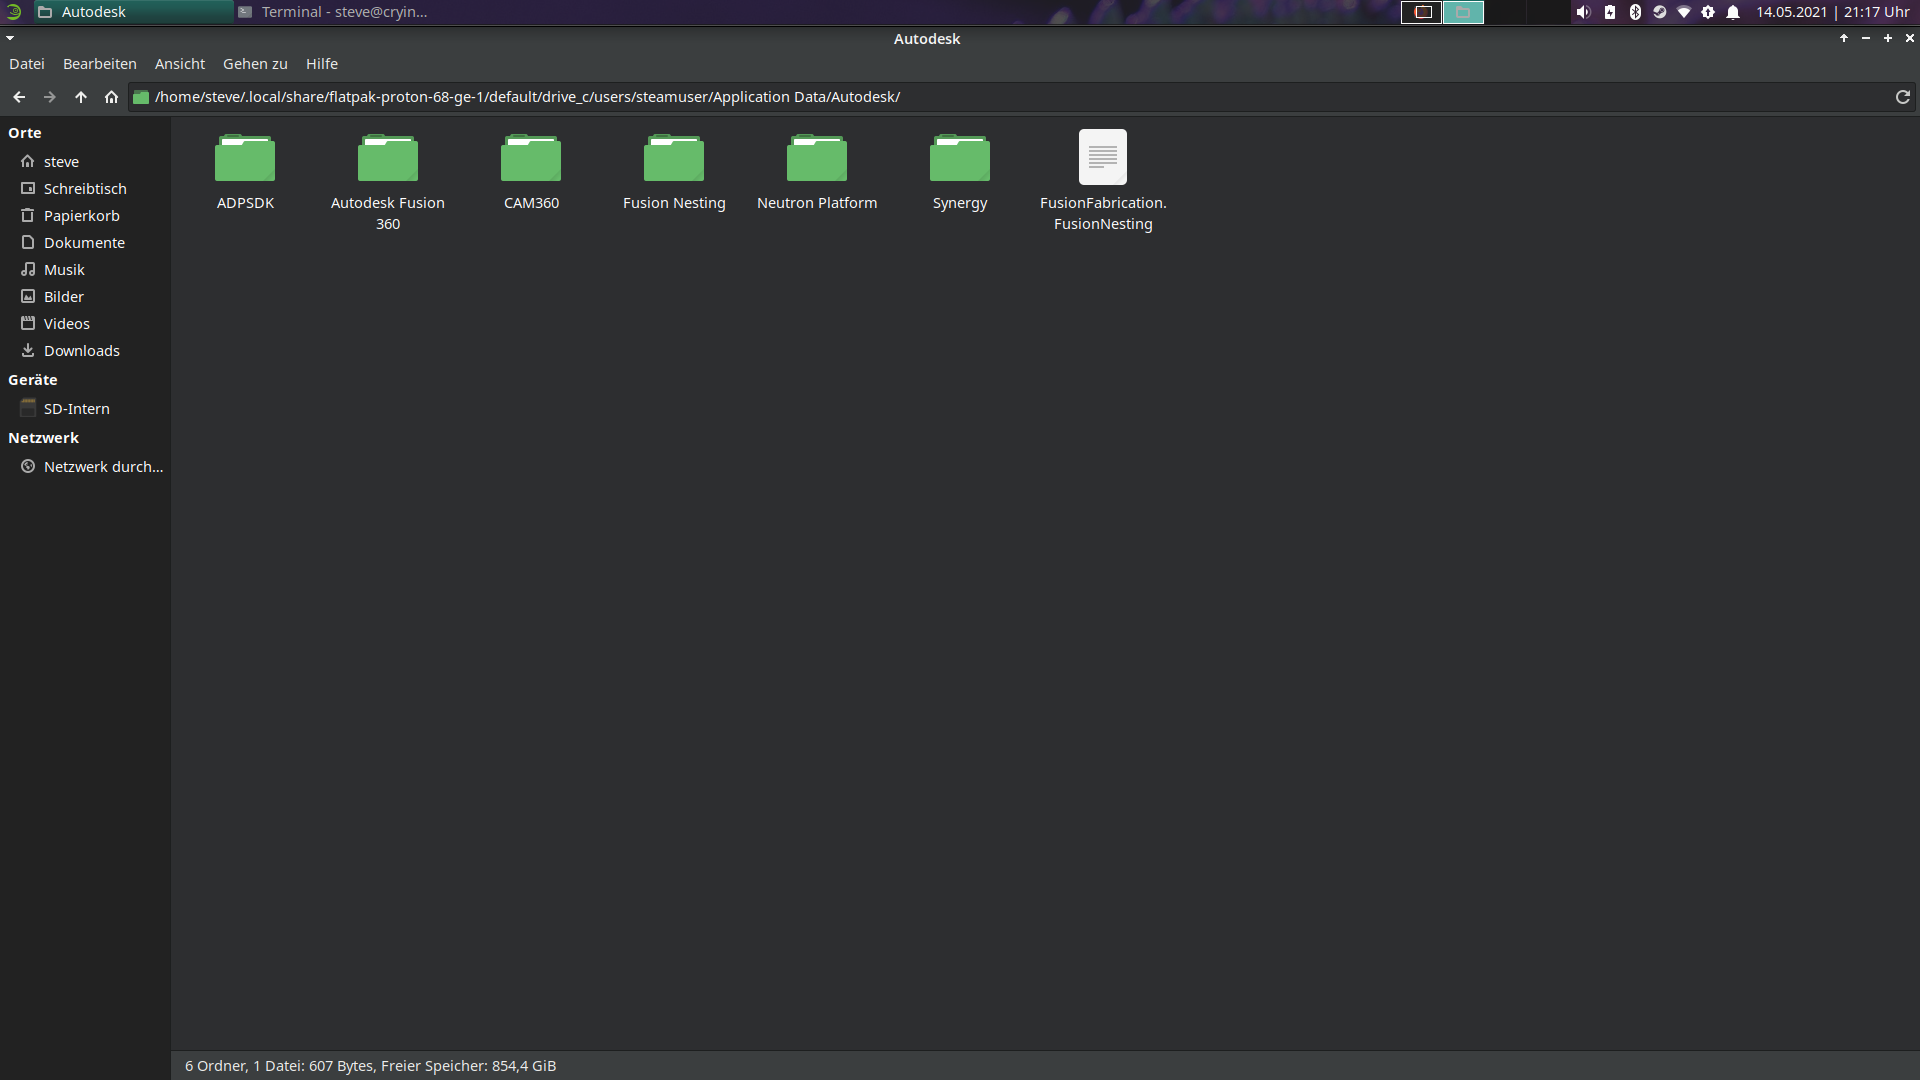 Autodesk
Terminal - steve@cryin...
14.05.2021 | 21:17 Uhr
Autodesk
Datei Bearbeiten Ansicht Gehen zu Hilfe
/home/steve/.local/share/flatpak-proton-68-ge-1/default/drive_c/users/steamuser/Application Data/Autodesk/
Orte
steve
Schreibtisch
Papierkorb
Dokumente
Musik
Bilder
Videos
Downloads
Geräte
SD-Intern
Netzwerk
Netzwerk durch...
ADPSDK
Autodesk Fusion
360
CAM360
Fusion Nesting
Neutron Platform
Synergy
FusionFabrication.
FusionNesting
6 Ordner, 1 Datei: 607 Bytes, Freier Speicher: 854,4 GiB